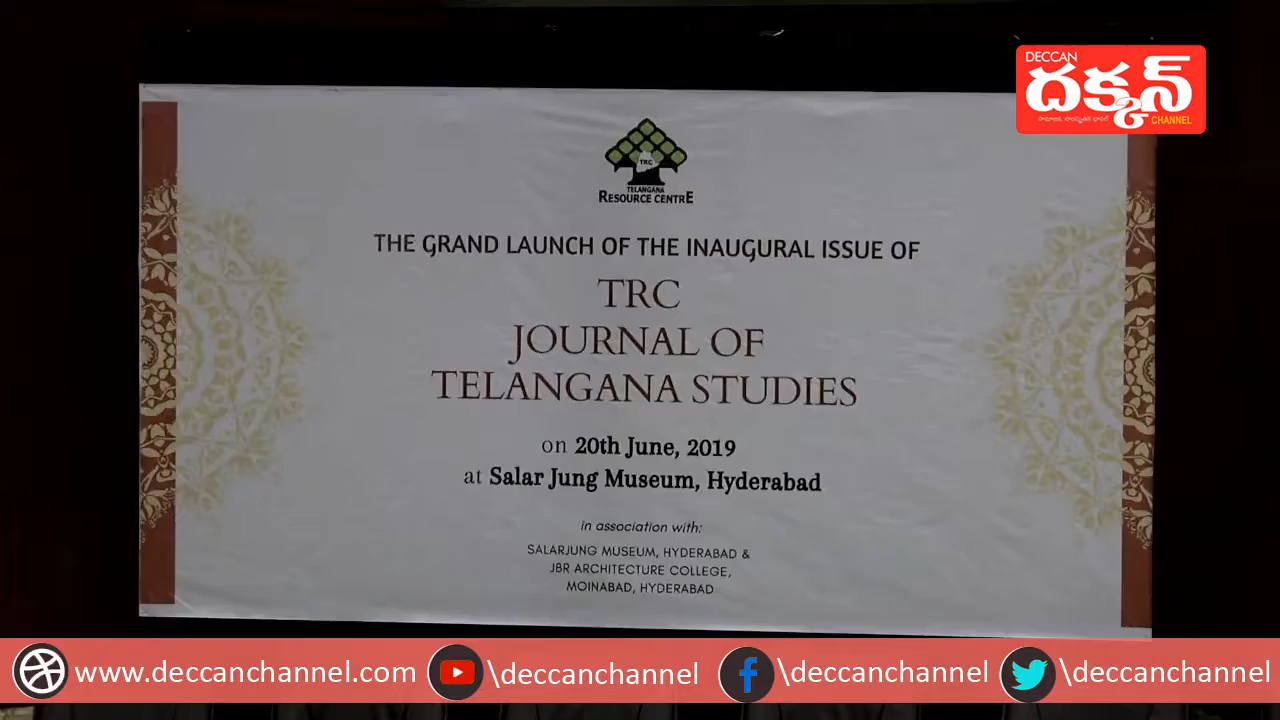 DECCAN
దక్కన్
సామాజిక, సాంస్కృతిక ఛానల్
CHANNEL
TRC
TELANGANA
RESOURCE CENTRE
THE GRAND LAUNCH OF THE INAUGURAL ISSUE OF
TRC
JOURNAL OF
TELANGANA STUDIES
on 20th June, 2019
at Salar Jung Museum, Hyderabad
in association with:
SALARJUNG MUSEUM, HYDERABAD &
JBR ARCHITECTURE COLLEGE,
MOINABAD, HYDERABAD
www.deccanchannel.com
\deccanchannel
\deccanchannel
\deccanchannel